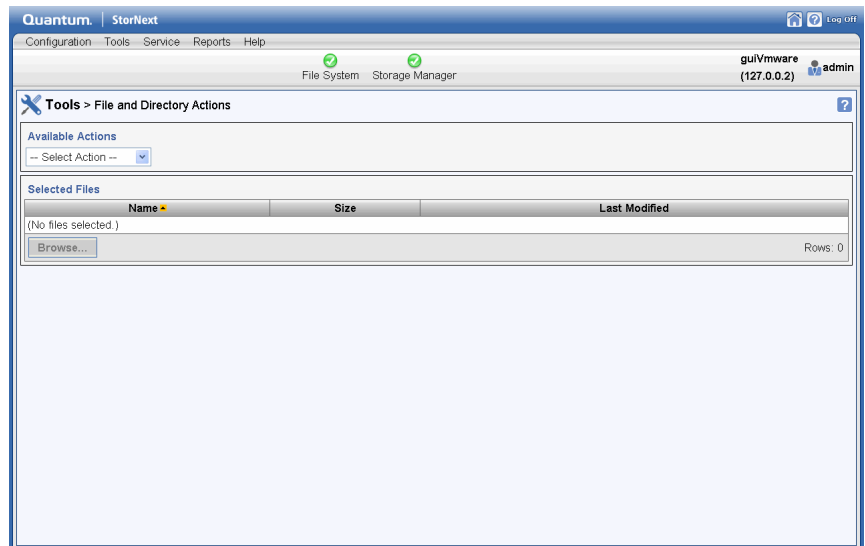 Quantum. StorNext Log Off
Configuration Tools Service Reports Help
File System Storage Manager
guiVmware
(127.0.0.2)
admin
Tools > File and Directory Actions
Available Actions
-- Select Action --
Selected Files
Name Size Last Modified
(No files selected.)
Browse... Rows: 0